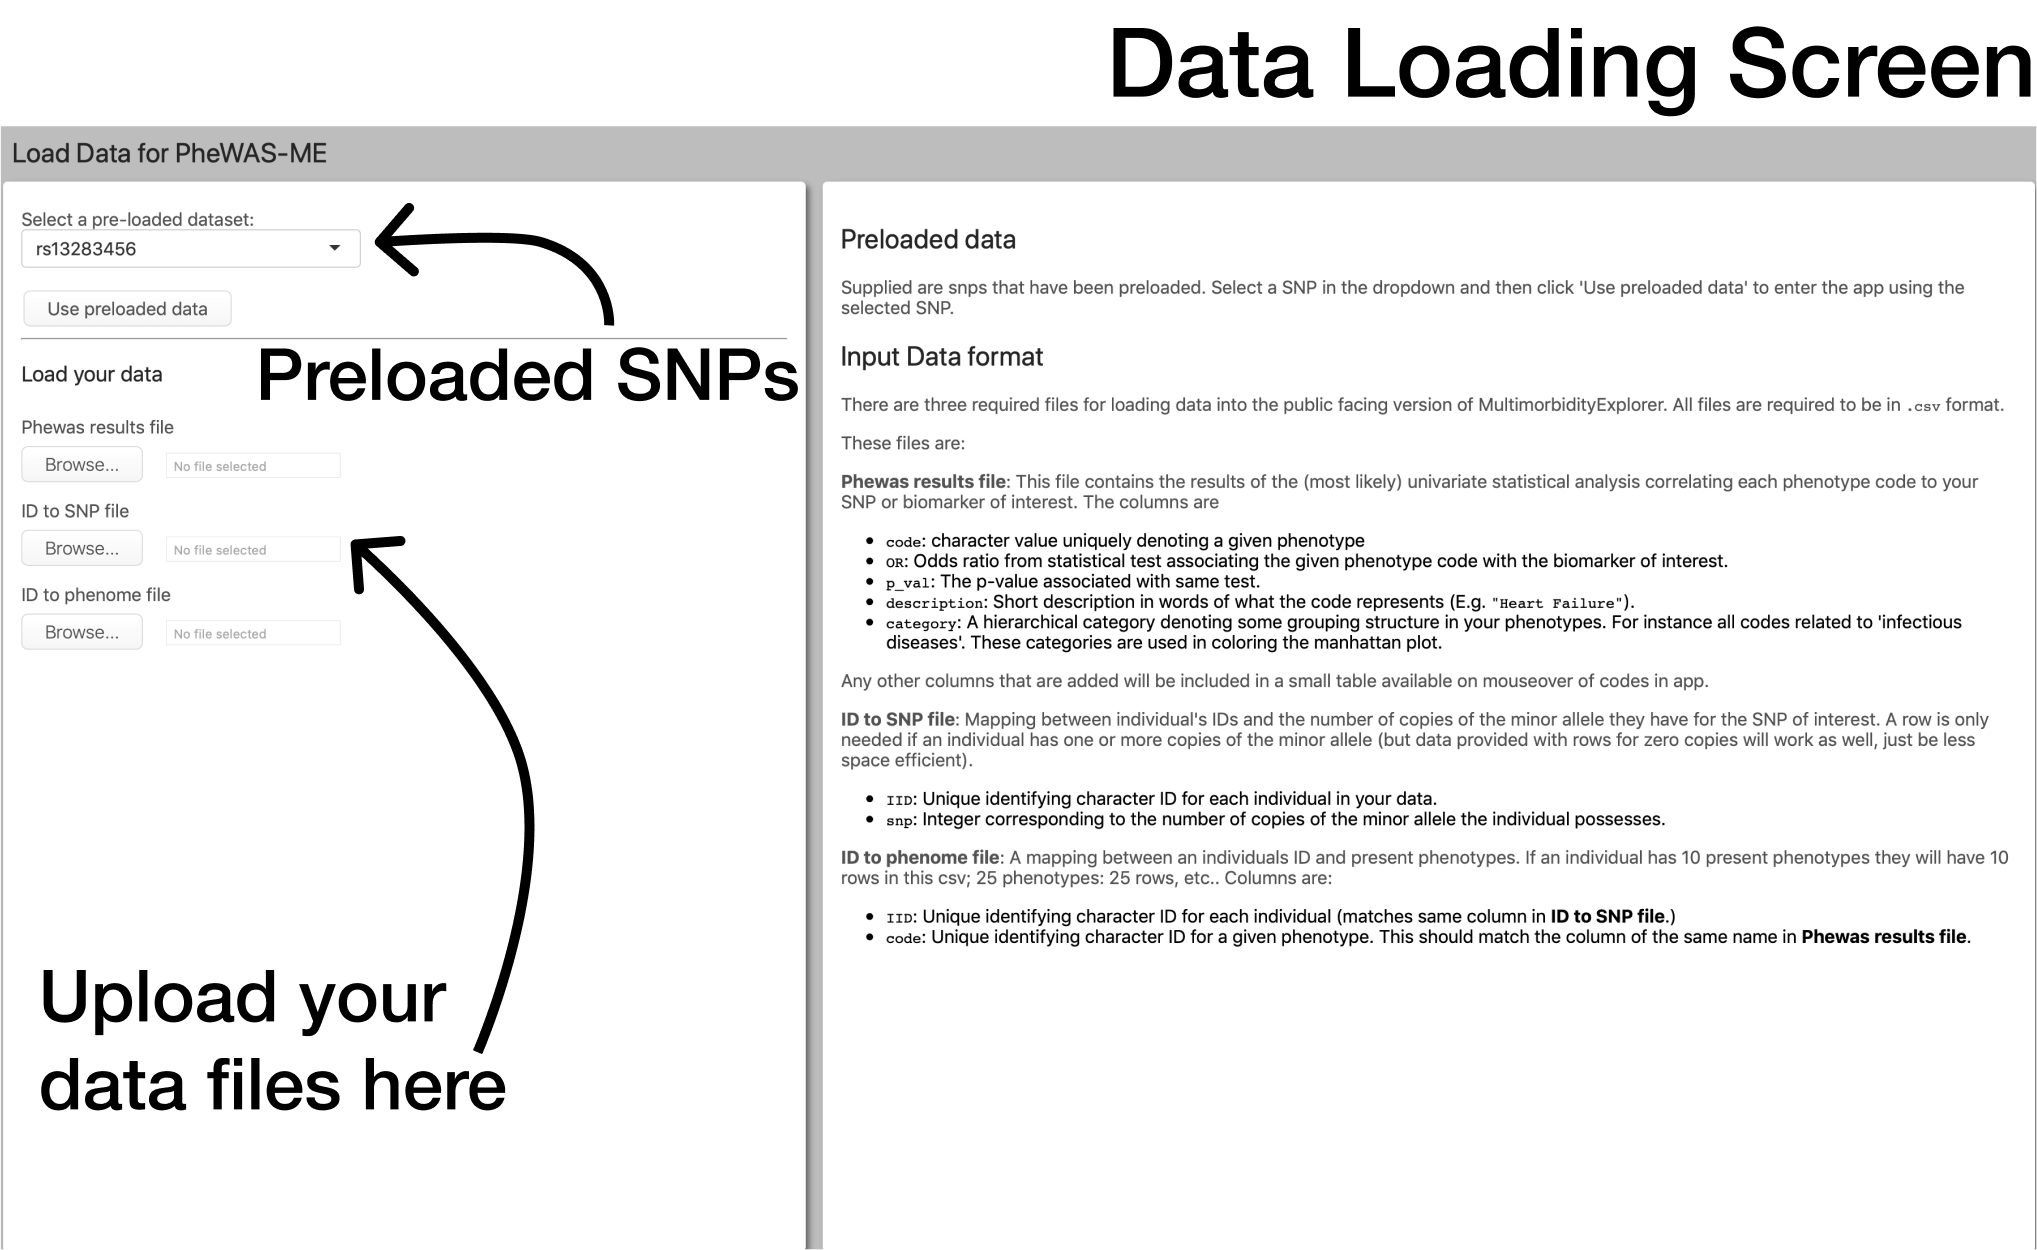 Data Loading Screen
Load Data for PheWAS-ME
Select a pre-loaded dataset:
rs13283456
Use preloaded data
Preloaded SNPs
Load your data
Phewas results file
Browse...
No file selected
ID to SNP file
Browse...
No file selected
ID to phenome file
Browse...
No file selected
Upload your
data files here
Preloaded data
Supplied are snps that have been preloaded. Select a SNP in the dropdown and then click 'Use preloaded data' to enter the app using the
selected SNP.
Input Data format
There are three required files for loading data into the public facing version of MultimorbidityExplorer. All files are required to be in .csv format.
These files are:
Phewas results file: This file contains the results of the (most likely) univariate statistical analysis correlating each phenotype code to your
SNP or biomarker of interest. The columns are
• code: character value uniquely denoting a given phenotype
• OR: Odds ratio from statistical test associating the given phenotype code with the biomarker of interest.
• p_val: The p-value associated with same test.
• description: Short description in words of what the code represents (E.g. "Heart Failure").
• category: A hierarchical category denoting some grouping structure in your phenotypes. For instance all codes related to 'infectious
diseases'. These categories are used in coloring the manhattan plot.
Any other columns that are added will be included in a small table available on mouseover of codes in app.
ID to SNP file: Mapping between individual's IDs and the number of copies of the minor allele they have for the SNP of interest. A row is only
needed if an individual has one or more copies of the minor allele (but data provided with rows for zero copies will work as well, just be less
space efficient).
• IID: Unique identifying character ID for each individual in your data.
• snp: Integer corresponding to the number of copies of the minor allele the individual possesses.
ID to phenome file: A mapping between an individuals ID and present phenotypes. If an individual has 10 present phenotypes they will have 10
rows in this csv; 25 phenotypes: 25 rows, etc.. Columns are:
• IID: Unique identifying character ID for each individual (matches same column in ID to SNP file.)
• code: Unique identifying character ID for a given phenotype. This should match the column of the same name in Phewas results file.